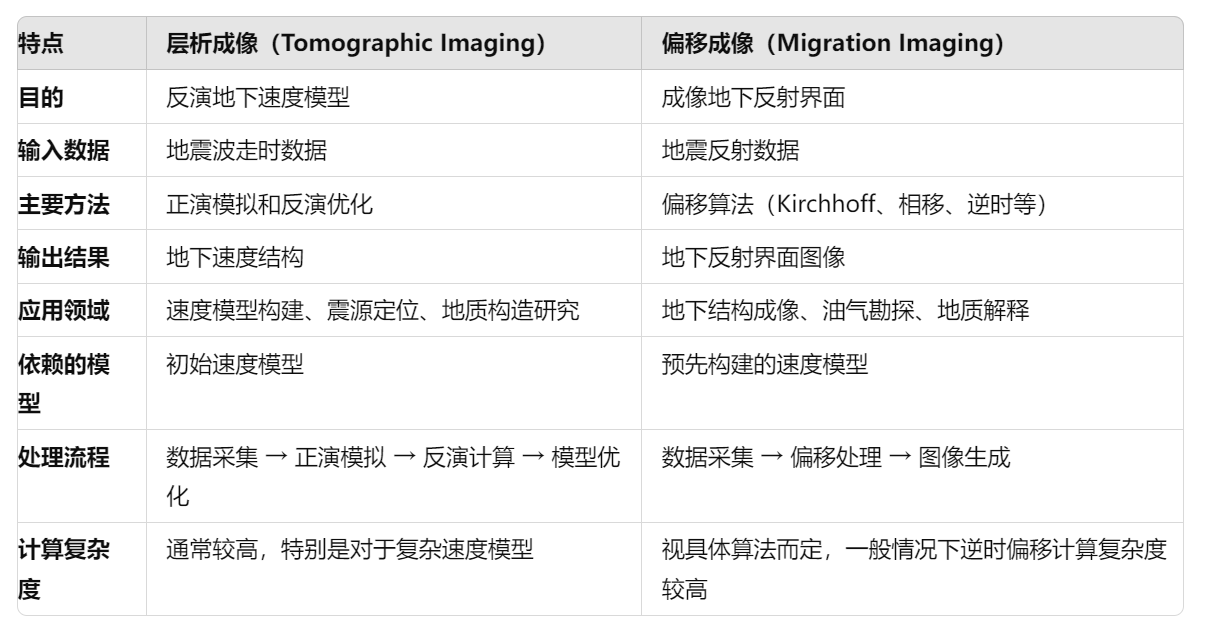 特点 层析成像（Tomographic Imaging） 偏移成像（Migration Imaging）
目的 反演地下速度模型 成像地下反射界面
输入数据 地震波走时数据 地震反射数据
主要方法 正演模拟和反演优化 偏移算法（Kirchhoff、相移、逆时等）
输出结果 地下速度结构 地下反射界面图像
应用领域 速度模型构建、震源定位、地质构造研究 地下结构成像、油气勘探、地质解释
依赖的模 初始速度模型 预先构建的速度模型
型
处理流程 数据采集 → 正演模拟 → 反演计算 → 模型优 数据采集 → 偏移处理 → 图像生成
化
计算复杂 通常较高，特别是对于复杂速度模型 视具体算法而定，一般情况下逆时偏移计算复杂度
度 较高